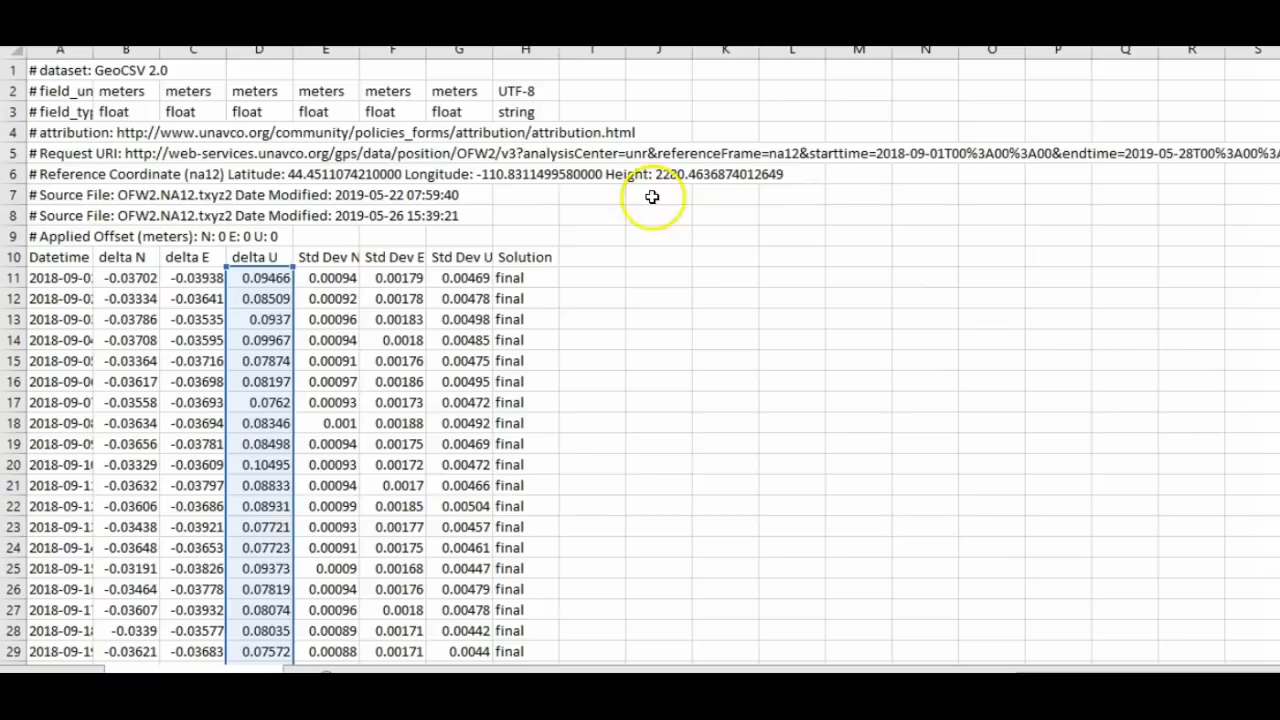 A B C D E F G H I J K L M N O P Q R S
1 # dataset: GeoCSV 2.0
2 # field_un meters meters meters meters meters meters UTF-8
3 # field_typ float float float float float float string
4 # attribution: http://www.unavco.org/community/policies_forms/attribution/attribution.html
5 # Request URI: http://web-services.unavco.org/gps/data/position/OFW2/v3?analysisCenter=unr&referenceFrame=na12&starttime=2018-09-01T00%3A00%3A00&endtime=2019-05-28T00%3A00%3
6 # Reference Coordinate (na12) Latitude: 44.4511074210000 Longitude: -110.8311499580000 Height: 2280.4636874012649
7 # Source File: OFW2.NA12.txyz2 Date Modified: 2019-05-22 07:59:40
8 # Source File: OFW2.NA12.txyz2 Date Modified: 2019-05-26 15:39:21
9 # Applied Offset (meters): N: 0 E: 0 U: 0
10 Datetime delta N delta E delta U Std Dev N Std Dev E Std Dev U Solution
11 2018-09-0 -0.03702 -0.03938 0.09466 0.00094 0.00179 0.00469 final
12 2018-09-0 -0.03334 -0.03641 0.08509 0.00092 0.00178 0.00478 final
13 2018-09-0 -0.03786 -0.03535 0.0937 0.00096 0.00183 0.00498 final
14 2018-09-0 -0.03708 -0.03595 0.09967 0.00094 0.0018 0.00485 final
15 2018-09-0 -0.03364 -0.03716 0.07874 0.00091 0.00176 0.00475 final
16 2018-09-0 -0.03617 -0.03698 0.08197 0.00097 0.00186 0.00495 final
17 2018-09-0 -0.03558 -0.03693 0.0762 0.00093 0.00173 0.00472 final
18 2018-09-0 -0.03634 -0.03694 0.08346 0.001 0.00188 0.00492 final
19 2018-09-0 -0.03656 -0.03781 0.08498 0.00094 0.00175 0.00469 final
20 2018-09-1 -0.03329 -0.03609 0.10495 0.00093 0.00172 0.00472 final
21 2018-09-1 -0.03632 -0.03797 0.08833 0.00094 0.0017 0.00466 final
22 2018-09-1 -0.03606 -0.03686 0.08931 0.00099 0.00185 0.00504 final
23 2018-09-1 -0.03438 -0.03921 0.07721 0.00093 0.00177 0.00457 final
24 2018-09-1 -0.03648 -0.03653 0.07723 0.00091 0.00175 0.00461 final
25 2018-09-1 -0.03191 -0.03826 0.09373 0.0009 0.00168 0.00447 final
26 2018-09-1 -0.03464 -0.03778 0.07819 0.00094 0.00176 0.00479 final
27 2018-09-1 -0.03607 -0.03932 0.08074 0.00096 0.0018 0.00478 final
28 2018-09-1 -0.0339 -0.03577 0.08035 0.00089 0.00171 0.00442 final
29 2018-09-1 -0.03621 -0.03683 0.07572 0.00088 0.00171 0.0044 final